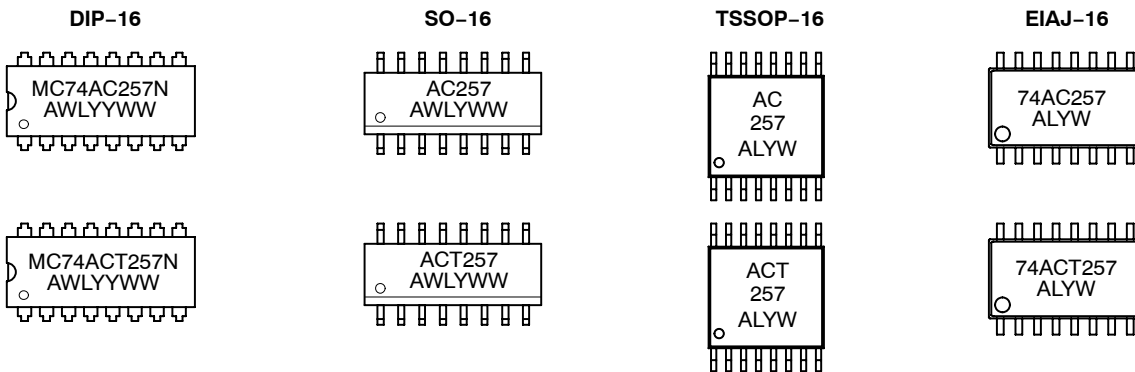 DIP−16
SO−16
TSSOP−16
EIAJ−16
MC74AC257N
AWLYYWW
AC257
AWLYWW
AC
257
ALYW
74AC257
ALYW
MC74ACT257N
AWLYYWW
ACT257
AWLYWW
ACT
257
ALYW
74ACT257
ALYW